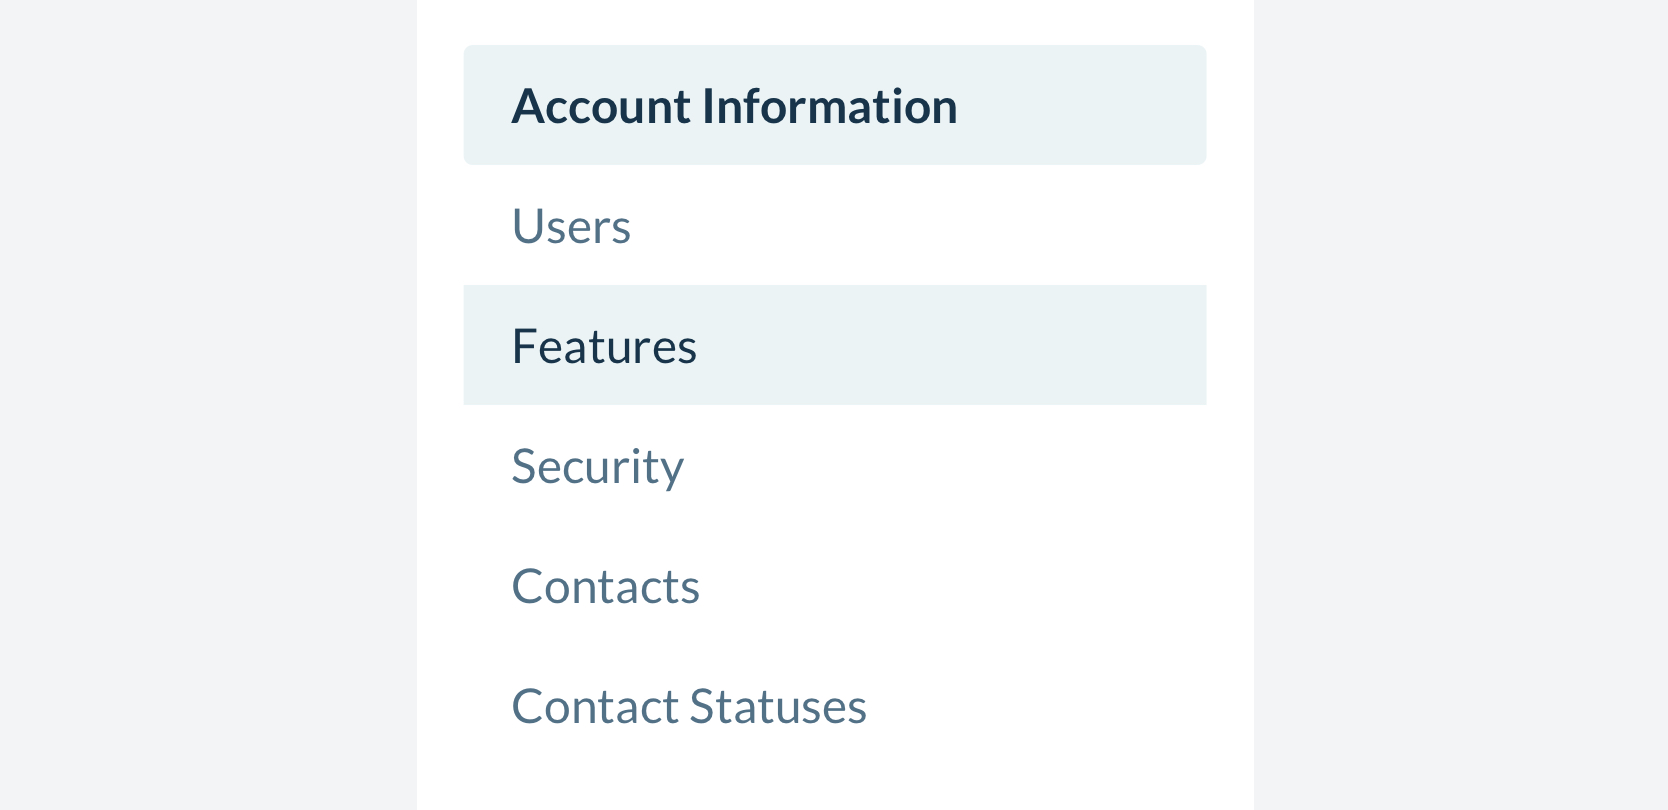 Account Information
Users
Features
Security
Contacts
Contact Statuses